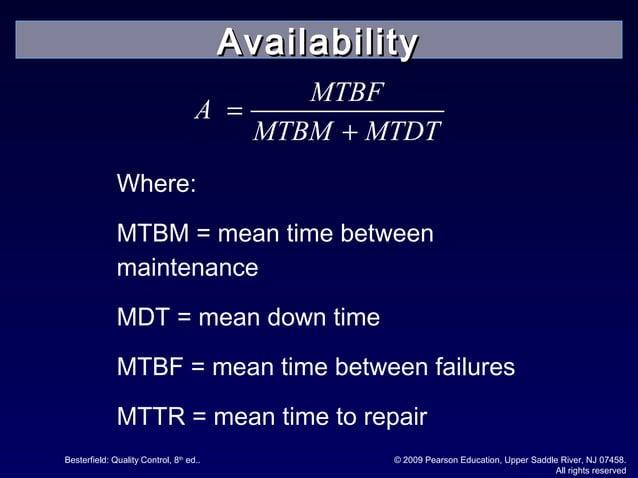 Availability
A = MTBF / MTBM + MTDT
Where:
MTBM = mean time between
maintenance
MDT = mean down time
MTBF = mean time between failures
MTTR = mean time to repair
Besterfield: Quality Control, 8th ed..
© 2009 Pearson Education, Upper Saddle River, NJ 07458.
All rights reserved